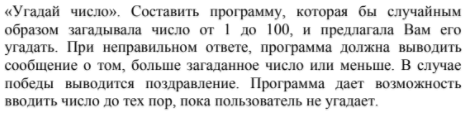 «Угадай число». Составить программу, которая бы случайным
образом загадывала число от 1 до 100, и предлагала Вам его
угадать. При неправильном ответе, программа должна выводить
сообщение о том, больше загаданное число или меньше. В случае
победы выводится поздравление. Программа дает возможность
вводить число до тех пор, пока пользователь не угадает.